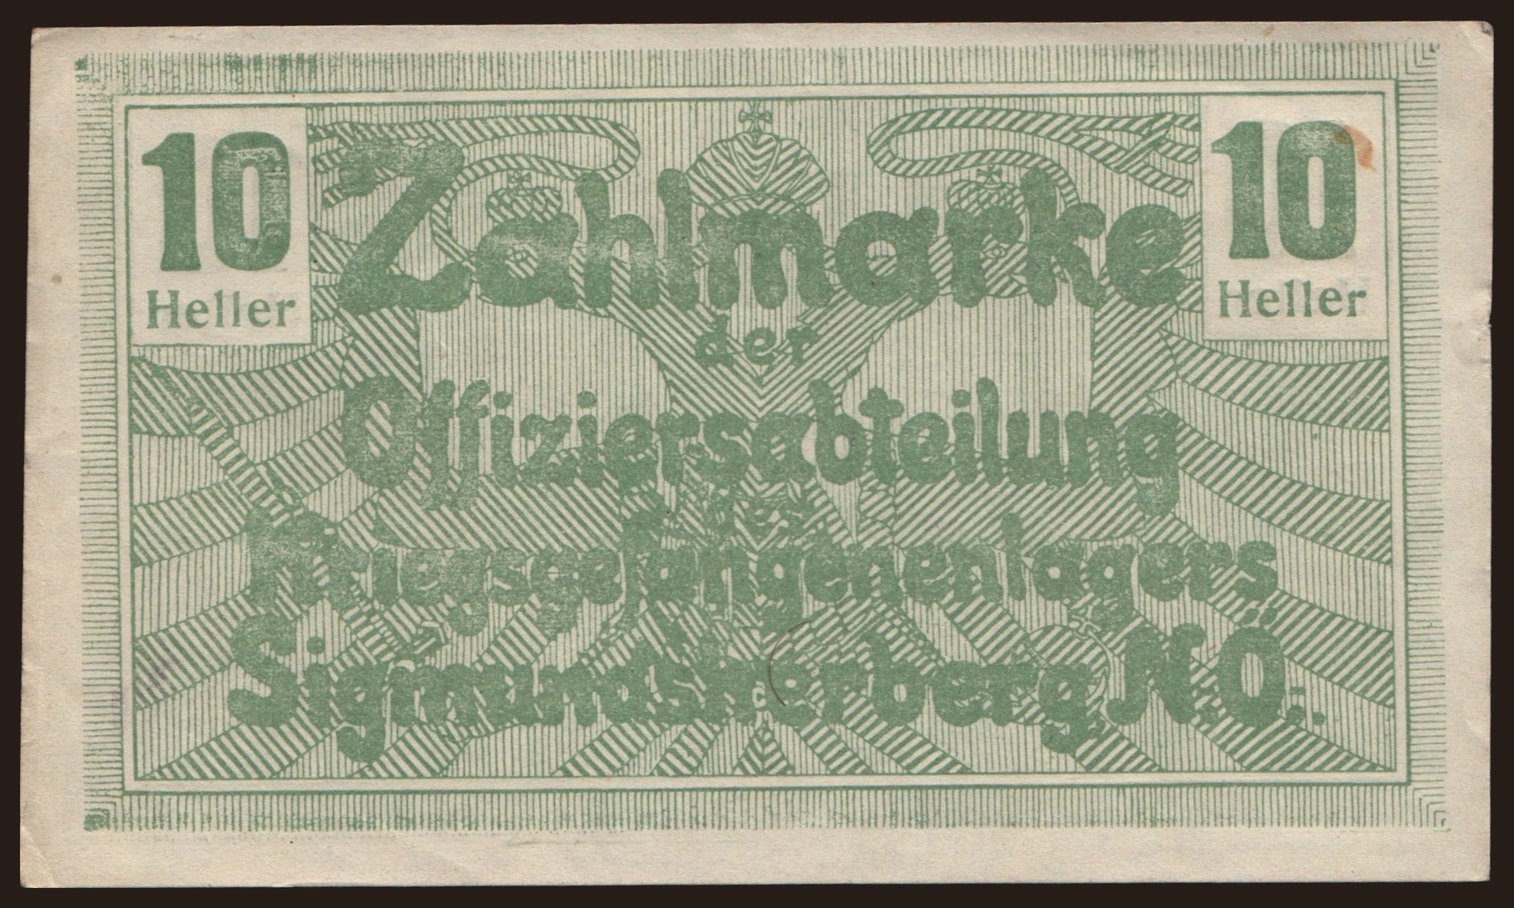 10
Heller
10
Heller
Zahlmarke
der
Offiziersabteilung
des
Kriegsgefangenenlagers
Sigmundsherberg N.Ö.